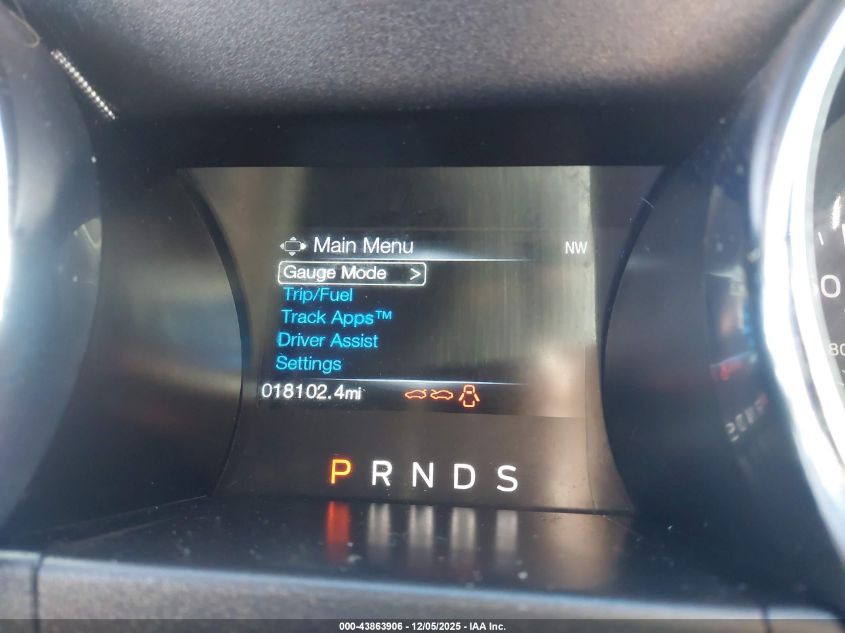 Main Menu NW
Gauge Mode >
Trip/Fuel
Track Apps™
Driver Assist
Settings
018102.4mi
P R N D S
000-43863906 - 12/05/2025 - IAA Inc.